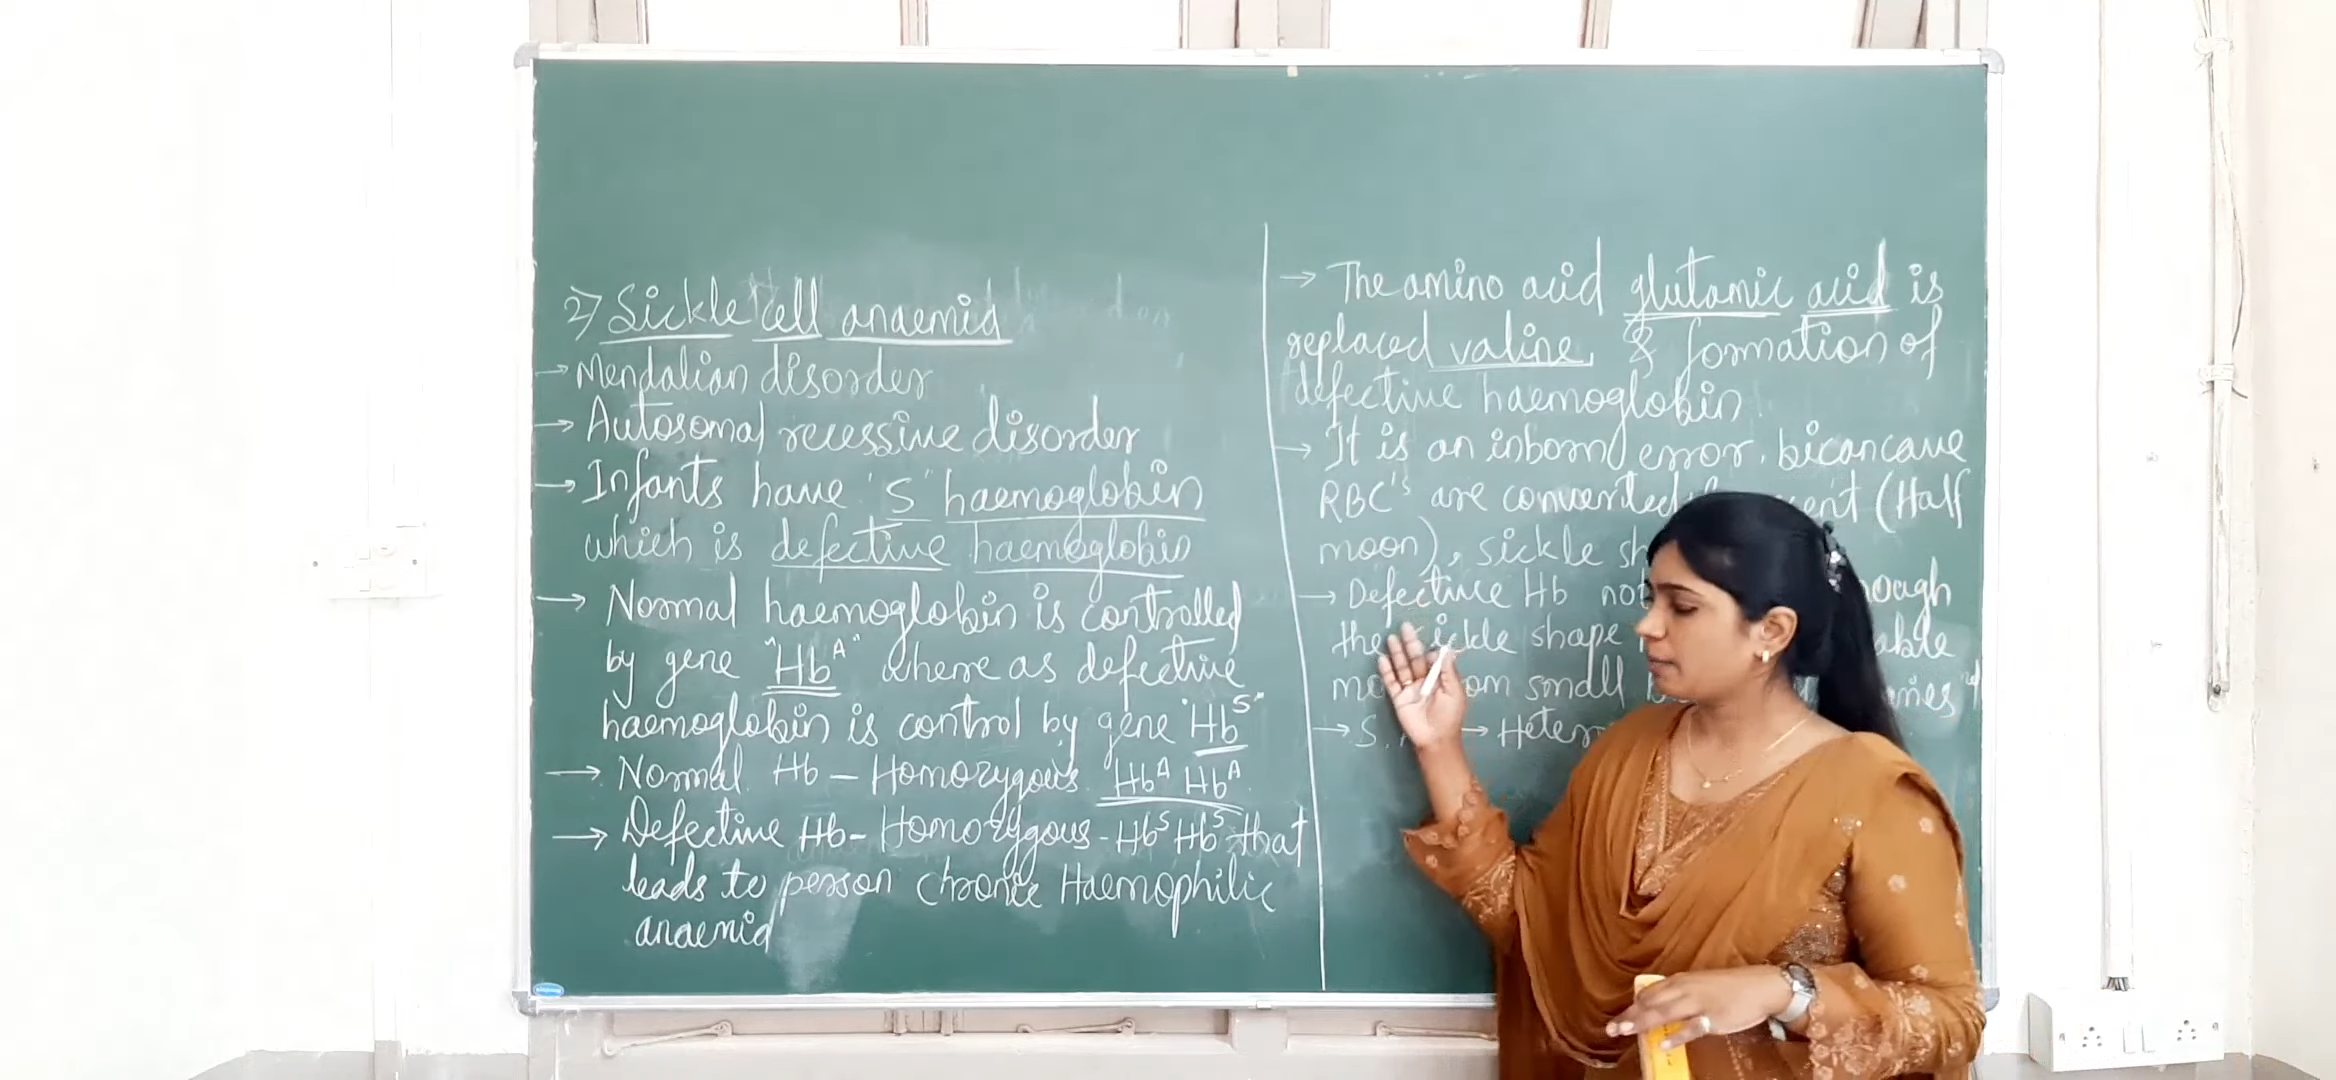 2) Sickle cell anaemia
→ Mendalian disorder
→ Autosomal recessive disorder
→ Infants have "S" haemoglobin
which is defective haemoglobin
→ Normal haemoglobin is controlled
by gene "Hbᴬ" where as defective
haemoglobin is control by gene "Hbˢ"
→ Normal Hb – Homozygous Hbᴬ Hbᴬ
→ Defective Hb – Homozygous - Hbˢ Hbˢ that
leads to person chronic Haemophilic
anaemia
→ The amino acid glutamic acid is
replaced valine, & formation of
defective haemoglobin.
→ It is an inborn error. biconcave
RBC's are converted (Half
moon), sickle
→ Defective Hb
the sickle shape
small
→